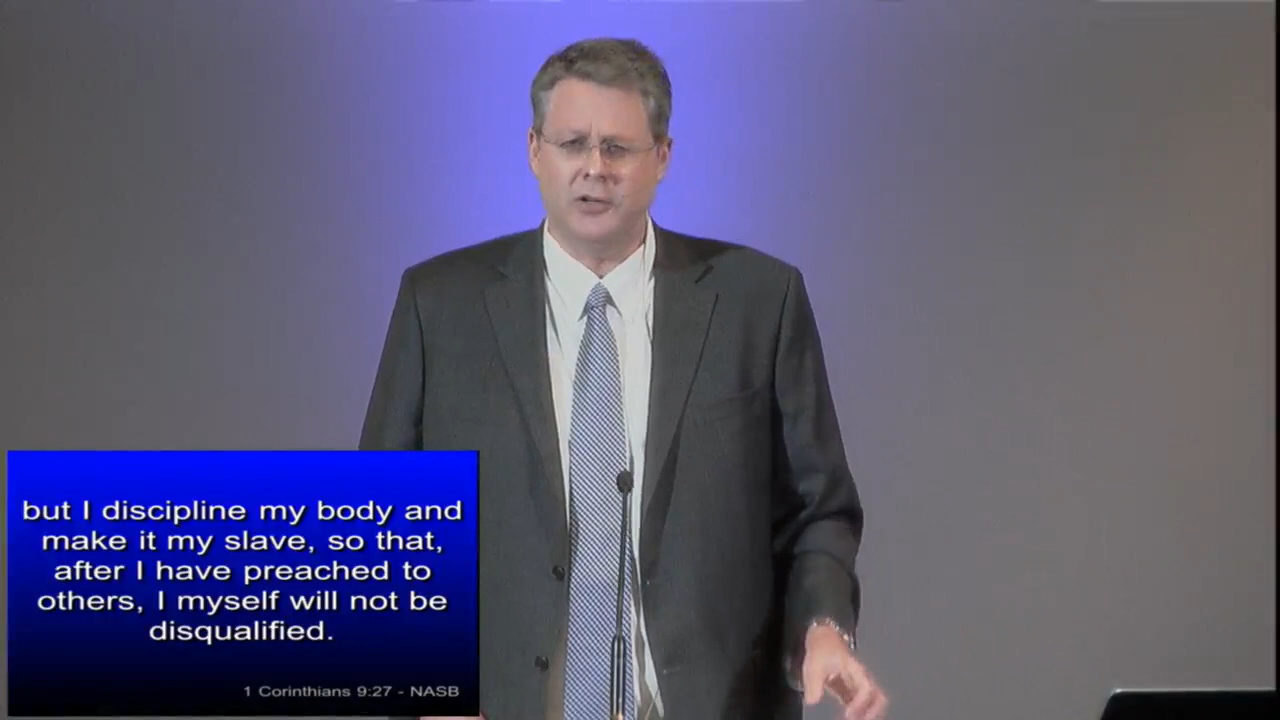 but I discipline my body and
make it my slave, so that,
after I have preached to
others, I myself will not be
disqualified.
1 Corinthians 9:27 - NASB